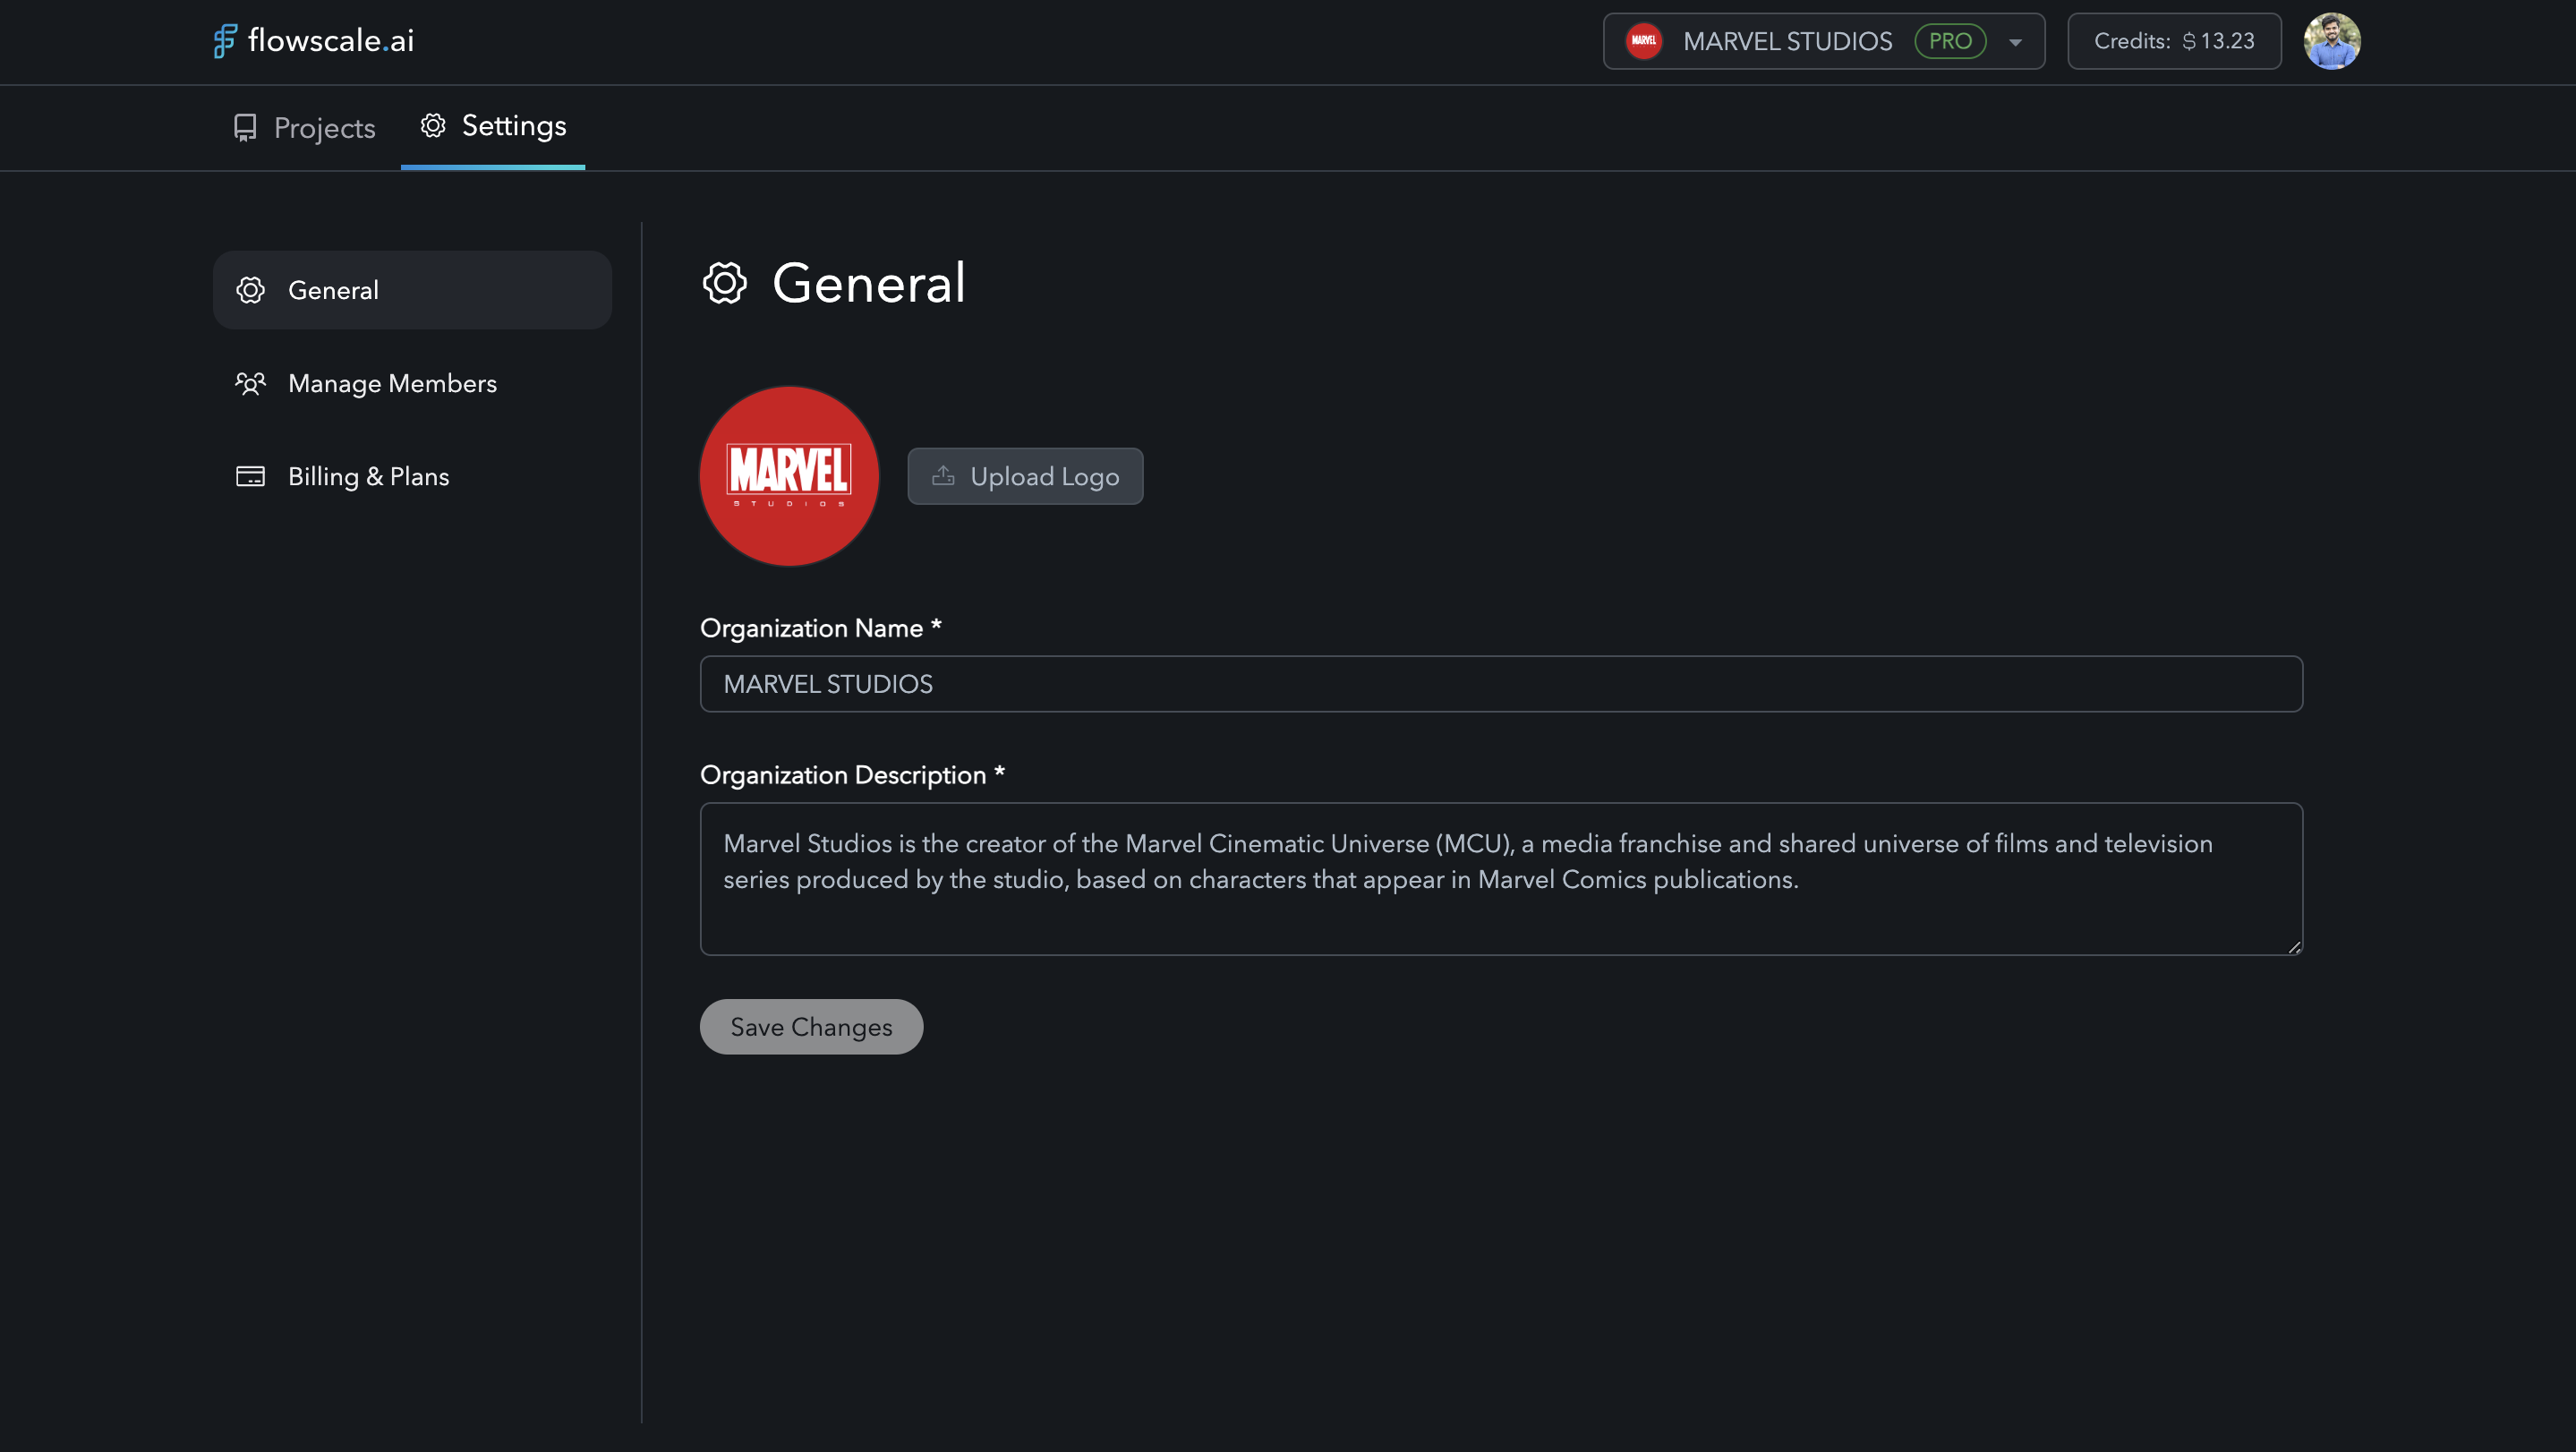 flowscale.ai
MARVEL
MARVEL STUDIOS
PRO
Credits: $ 13.23
Projects
Settings
General
Manage Members
Billing & Plans
General
MARVEL
STUDIOS
Upload Logo
Organization Name *
MARVEL STUDIOS
Organization Description *
Marvel Studios is the creator of the Marvel Cinematic Universe (MCU), a media franchise and shared universe of films and television
series produced by the studio, based on characters that appear in Marvel Comics publications.
Save Changes